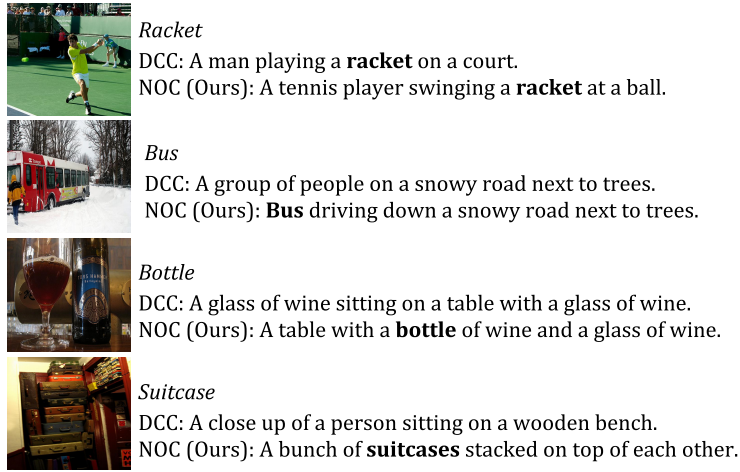 Racket
DCC: A man playing a racket on a court.
NOC (Ours): A tennis player swinging a racket at a ball.
Bus
DCC: A group of people on a snowy road next to trees.
NOC (Ours): Bus driving down a snowy road next to trees.
Bottle
DCC: A glass of wine sitting on a table with a glass of wine.
NOC (Ours): A table with a bottle of wine and a glass of wine.
Suitcase
DCC: A close up of a person sitting on a wooden bench.
NOC (Ours): A bunch of suitcases stacked on top of each other.